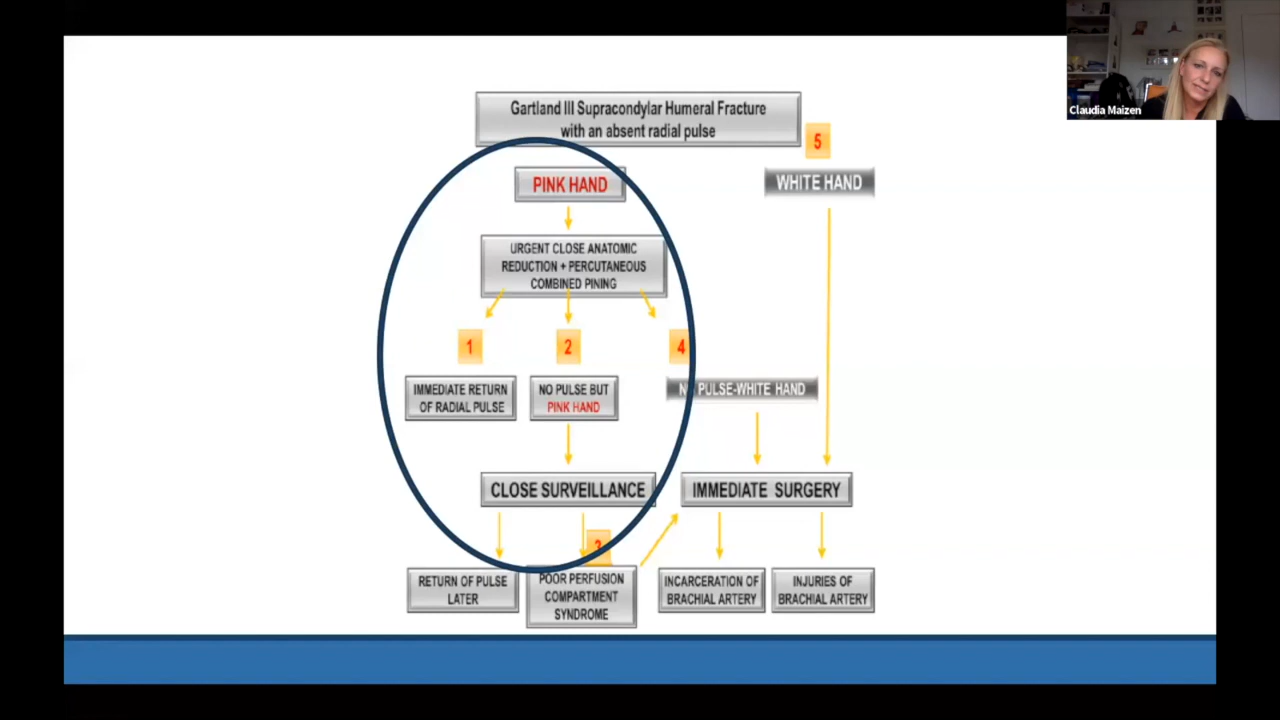 Claudia Maizen
Gartland III Supracondylar Humeral Fracture
with an absent radial pulse
5
PINK HAND
WHITE HAND
URGENT CLOSE ANATOMIC
REDUCTION + PERCUTANEOUS
COMBINED PINING
1
2
4
IMMEDIATE RETURN
OF RADIAL PULSE
NO PULSE BUT
PINK HAND
NO PULSE-WHITE HAND
CLOSE SURVEILLANCE
IMMEDIATE SURGERY
3
RETURN OF PULSE
LATER
POOR PERFUSION
COMPARTMENT
SYNDROME
INCARCERATION OF
BRACHIAL ARTERY
INJURIES OF
BRACHIAL ARTERY